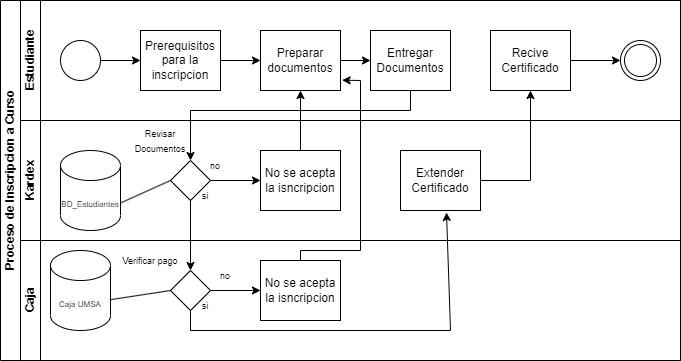 Proceso de Inscripcion a Curso
Estudiante
Prerequisitos
para la
inscripcion
Preparar
documentos
Entregar
Documentos
Recive
Certificado
Kardex
Revisar
Documentos
BD_Estudiantes
no
si
No se acepta
la isncripcion
Extender
Certificado
Caja
Verificar pago
Caja UMSA
no
si
No se acepta
la isncripcion